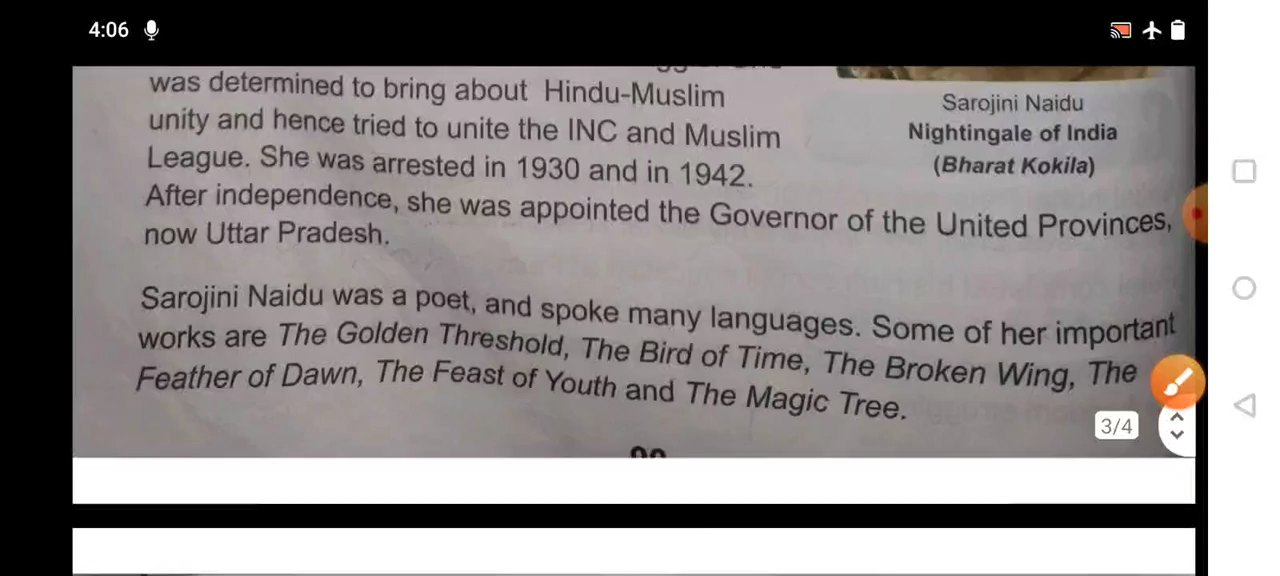 4:06
was determined to bring about Hindu-Muslim
unity and hence tried to unite the INC and Muslim
League. She was arrested in 1930 and in 1942.
After independence, she was appointed the Governor of the United Provinces,
now Uttar Pradesh.
Sarojini Naidu
Nightingale of India
(Bharat Kokila)
Sarojini Naidu was a poet, and spoke many languages. Some of her important
works are The Golden Threshold, The Bird of Time, The Broken Wing, The
Feather of Dawn, The Feast of Youth and The Magic Tree.
3/4